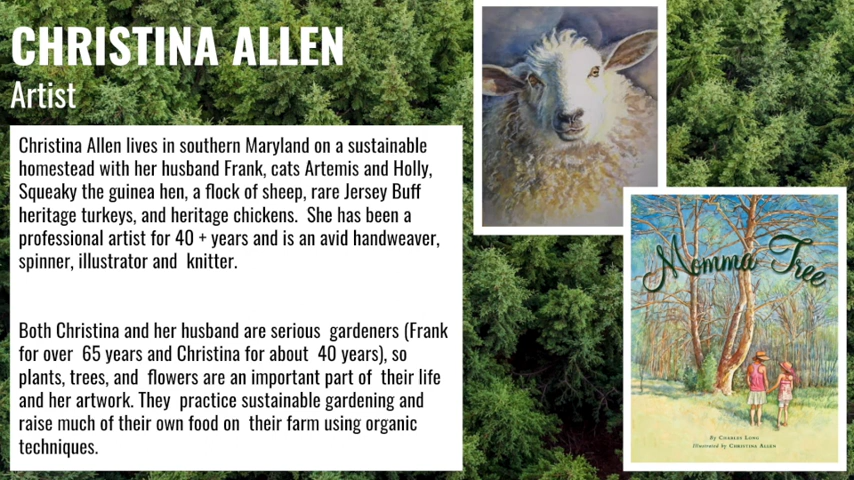 CHRISTINA ALLEN
Artist
Christina Allen lives in southern Maryland on a sustainable
homestead with her husband Frank, cats Artemis and Holly,
Squeaky the guinea hen, a flock of sheep, rare Jersey Buff
heritage turkeys, and heritage chickens. She has been a
professional artist for 40 + years and is an avid handweaver,
spinner, illustrator and knitter.
Both Christina and her husband are serious gardeners (Frank
for over 65 years and Christina for about 40 years), so
plants, trees, and flowers are an important part of their life
and her artwork. They practice sustainable gardening and
raise much of their own food on their farm using organic
techniques.
Momma Tree
By Charles Long
Illustrated by Christina Allen